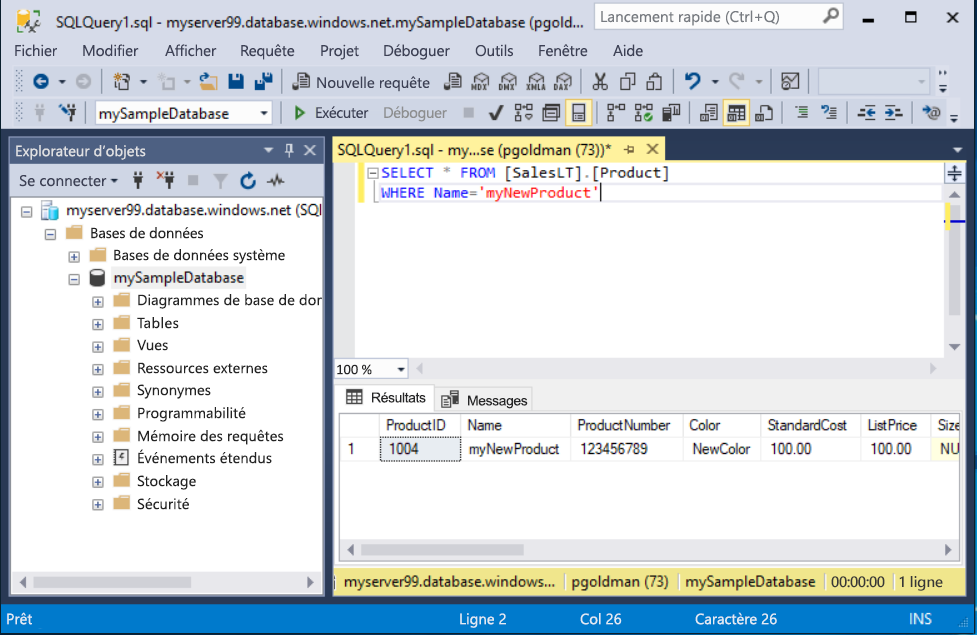 SQLQuery1.sql - myserver99.database.windows.net.mySampleDatabase (pgold...
Lancement rapide (Ctrl+Q)
Fichier Modifier Afficher Requête Projet Déboguer Outils Fenêtre Aide
Nouvelle requête MDX DMX XMLA DAX
mySampleDatabase Exécuter Déboguer
Explorateur d'objets
Se connecter
myserver99.database.windows.net (SQl
Bases de données
Bases de données système
mySampleDatabase
Diagrammes de base de don
Tables
Vues
Ressources externes
Synonymes
Programmabilité
Mémoire des requêtes
Événements étendus
Stockage
Sécurité
SQLQuery1.sql - my...se (pgoldman (73))*
SELECT * FROM [SalesLT].[Product]
WHERE Name='myNewProduct'
100 %
Résultats Messages
ProductID Name ProductNumber Color StandardCost ListPrice Size
1 1004 myNewProduct 123456789 NewColor 100.00 100.00 NU
myserver99.database.windows... pgoldman (73) mySampleDatabase 00:00:00 1 ligne
Prêt Ligne 2 Col 26 Caractère 26 INS